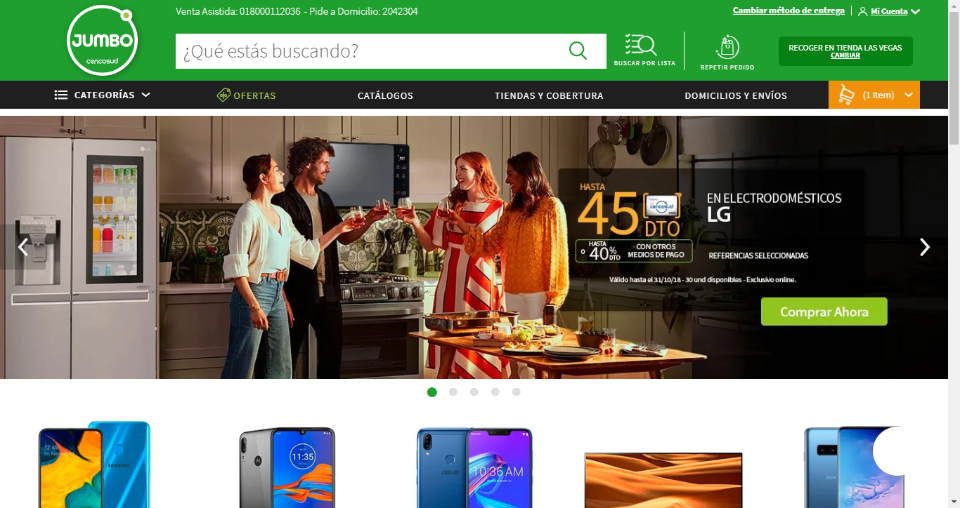 Venta Asistida: 018000112036 - Pide a Domicilio: 2042304
Cambiar método de entrega
Mi Cuenta
JUMBO
cencosud
¿Qué estás buscando?
BUSCAR POR LISTA
REPETIR PEDIDO
RECOGER EN TIENDA LAS VEGAS
CAMBIAR
CATEGORÍAS
OFERTAS
CATÁLOGOS
TIENDAS Y COBERTURA
DOMICILIOS Y ENVÍOS
(1 item)
LG
HASTA
45 DTO
cencosud
EN ELECTRODOMÉSTICOS
LG
o HASTA 40% DTO CON OTROS MEDIOS DE PAGO
REFERENCIAS SELECCIONADAS
Válido hasta el 31/10/18 - 30 und disponibles - Exclusivo online.
Comprar Ahora
11:35
ASUS
10:36 AM